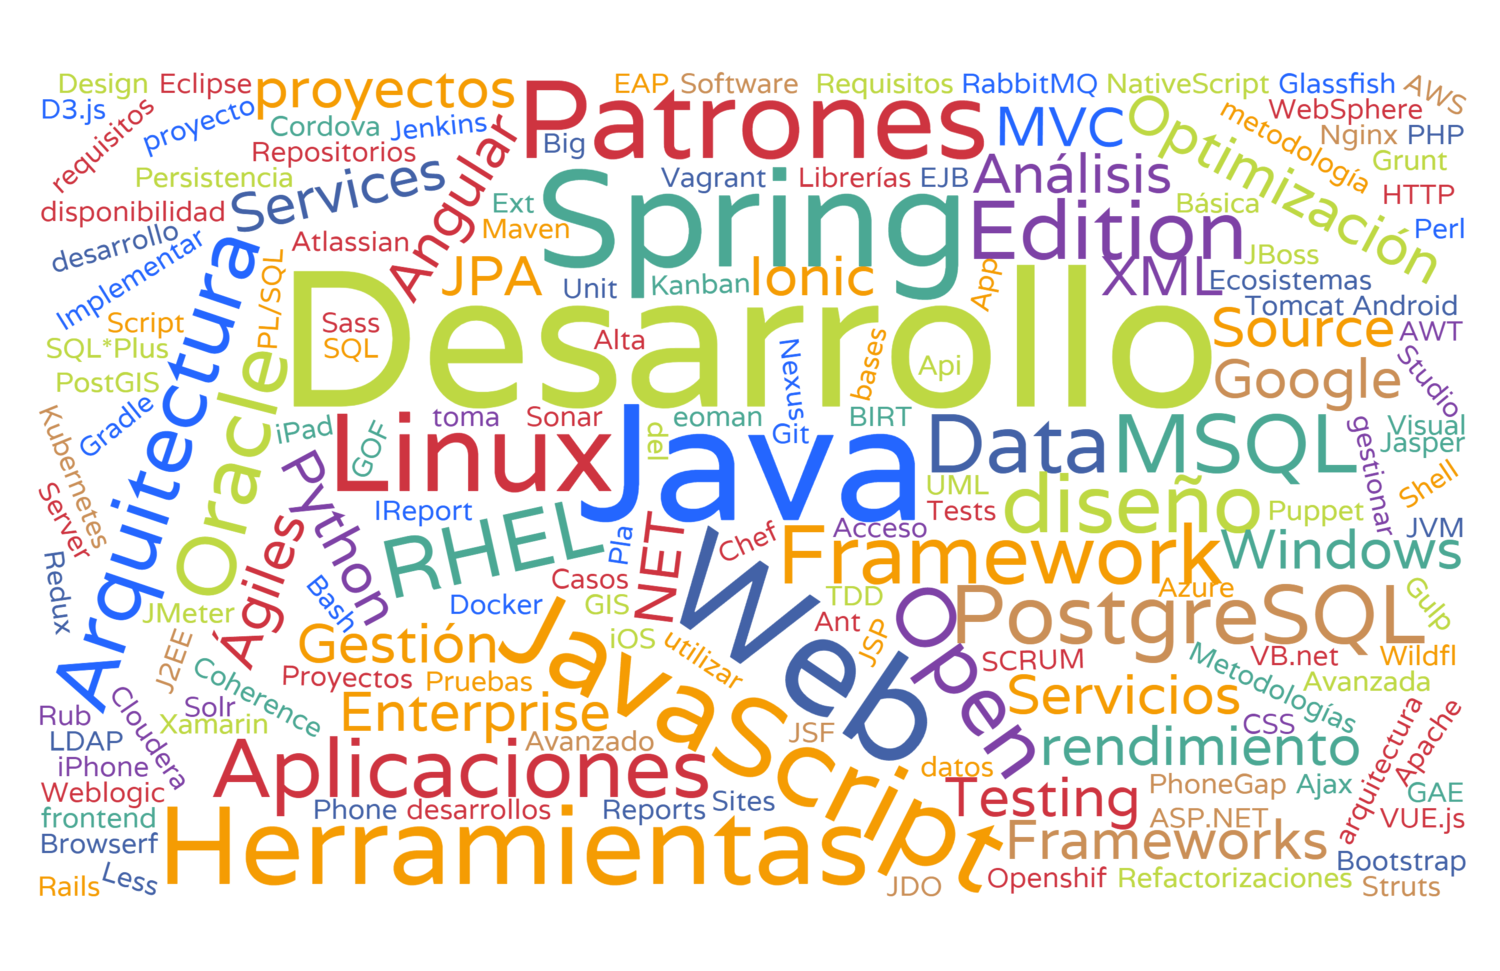 Design
Eclipse
proyectos
EAP
Software
Requisitos
RabbitMQ
NativeScript
Glassfish
AWS
D3.js
requisitos
proyecto
Cordova
Jenkins
Angular
Patrones
Big
MVC
Optimización
metodología
WebSphere
Nginx
PHP
Repositorios
Grunt
Persistencia
Services
Vagrant
Librerías
EJB
Análisis
HTTP
disponibilidad
Ext
Spring
Básica
desarrollo
Atlassian
Maven
Edition
Perl
Implementar
Arquitectura
PL/SQL
JPA
Unit
Kanban
Ionic
App
XML
JBoss
Ecosistemas
Tomcat
Android
Script
Sass
Desarrollo
Source
AWT
SQL*Plus
SQL
Alta
Nexus
bases
Api
Studio
PostGIS
Oracle
Google
Gradle
Kubernetes
iPad
GOF
toma
Sonar
del
eoman
Git
BIRT
Visual
Jasper
gestionar
Linux
Java
Data
MSQL
Shell
Python
UML
diseño
Server
IReport
Tests
Puppet
Ágiles
RHEL
Pla
NET
Chef
Acceso
JVM
Redux
Framework
Windows
Bash
Casos
Web
Azure
Gulp
JMeter
Docker
GIS
TDD
Open
PostgreSQL
J2EE
Gestión
JavaScript
iOS
utilizar
Ant
JSP
SCRUM
Metodologías
VB.net
Wildfl
Coherence
Proyectos
Pruebas
Avanzada
Cloudera
Solr
Enterprise
Servicios
Rub
Xamarin
JSF
CSS
arquitectura
Apache
LDAP
Avanzado
rendimiento
iPhone
Aplicaciones
datos
Weblogic
Testing
PhoneGap
Ajax
GAE
frontend
Phone
desarrollos
Reports
Sites
ASP.NET
VUE.js
Browserf
Herramientas
Frameworks
Bootstrap
Rails
Less
JDO
Openshif
Refactorizaciones
Struts